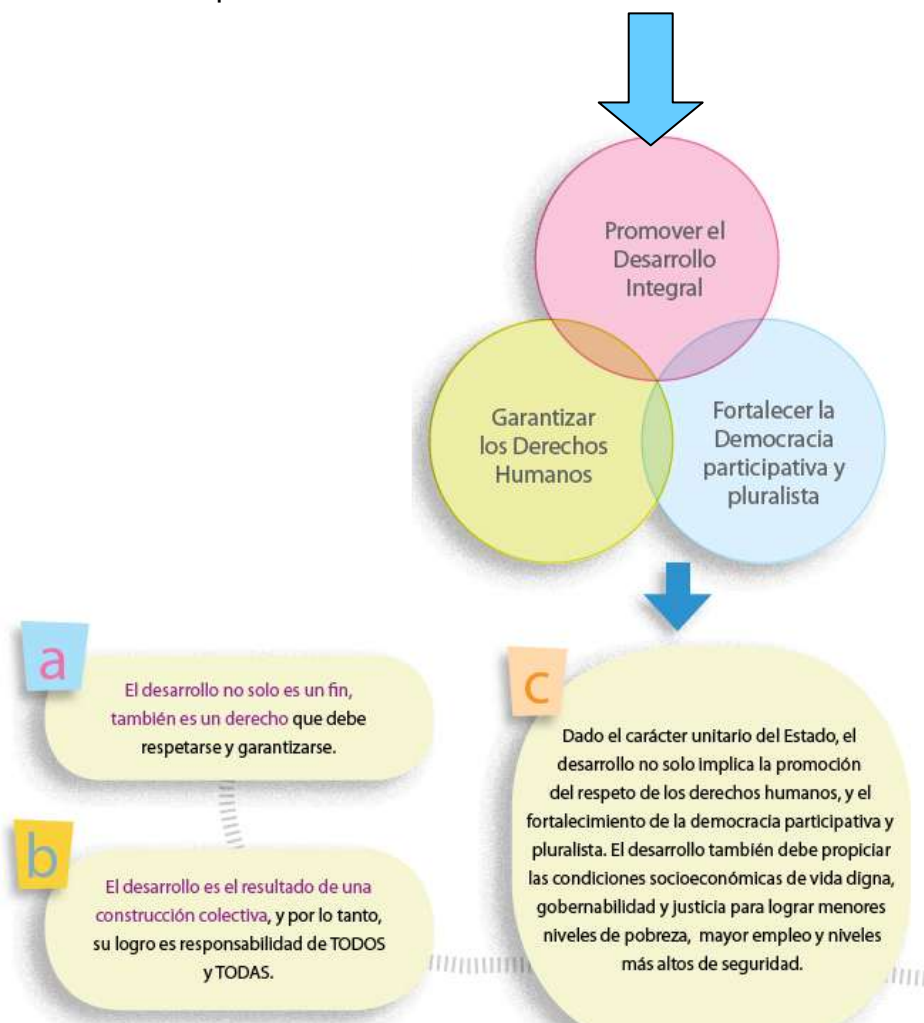 Promover el
Desarrollo
Integral
Garantizar
los Derechos
Humanos
Fortalecer la
Democracia
participativa y
pluralista
a
El desarrollo no solo es un fin,
también es un derecho que debe
respetarse y garantizarse.
b
El desarrollo es el resultado de una
construcción colectiva, y por lo tanto,
su logro es responsabilidad de TODOS
y TODAS.
c
Dado el carácter unitario del Estado, el
desarrollo no solo implica la promoción
del respeto de los derechos humanos, y el
fortalecimiento de la democracia participativa y
pluralista. El desarrollo también debe propiciar
las condiciones socioeconómicas de vida digna,
gobernabilidad y justicia para lograr menores
niveles de pobreza, mayor empleo y niveles
más altos de seguridad.